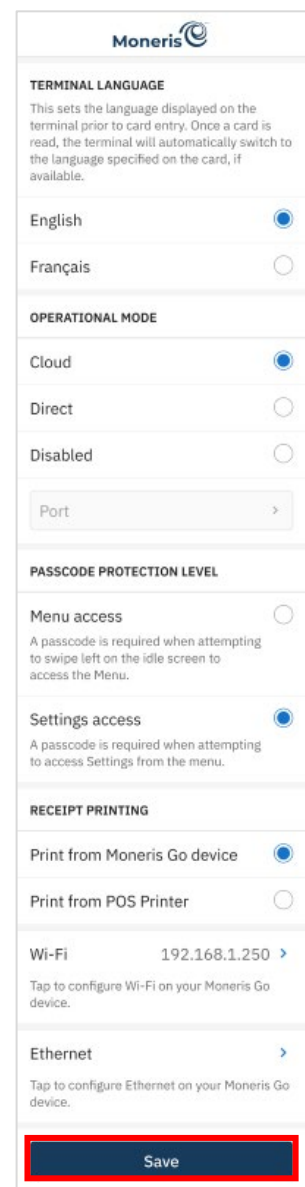 Moneris
TERMINAL LANGUAGE
This sets the language displayed on the
terminal prior to card entry. Once a card is
read, the terminal will automatically switch to
the language specified on the card, if
available.
English
Français
OPERATIONAL MODE
Cloud
Direct
Disabled
Port
PASSCODE PROTECTION LEVEL
Menu access
A passcode is required when attempting
to swipe left on the idle screen to
access the Menu.
Settings access
A passcode is required when attempting
to access Settings from the menu.
RECEIPT PRINTING
Print from Moneris Go device
Print from POS Printer
Wi-Fi 192.168.1.250
Tap to configure Wi-Fi on your Moneris Go
device.
Ethernet
Tap to configure Ethernet on your Moneris Go
device.
Save